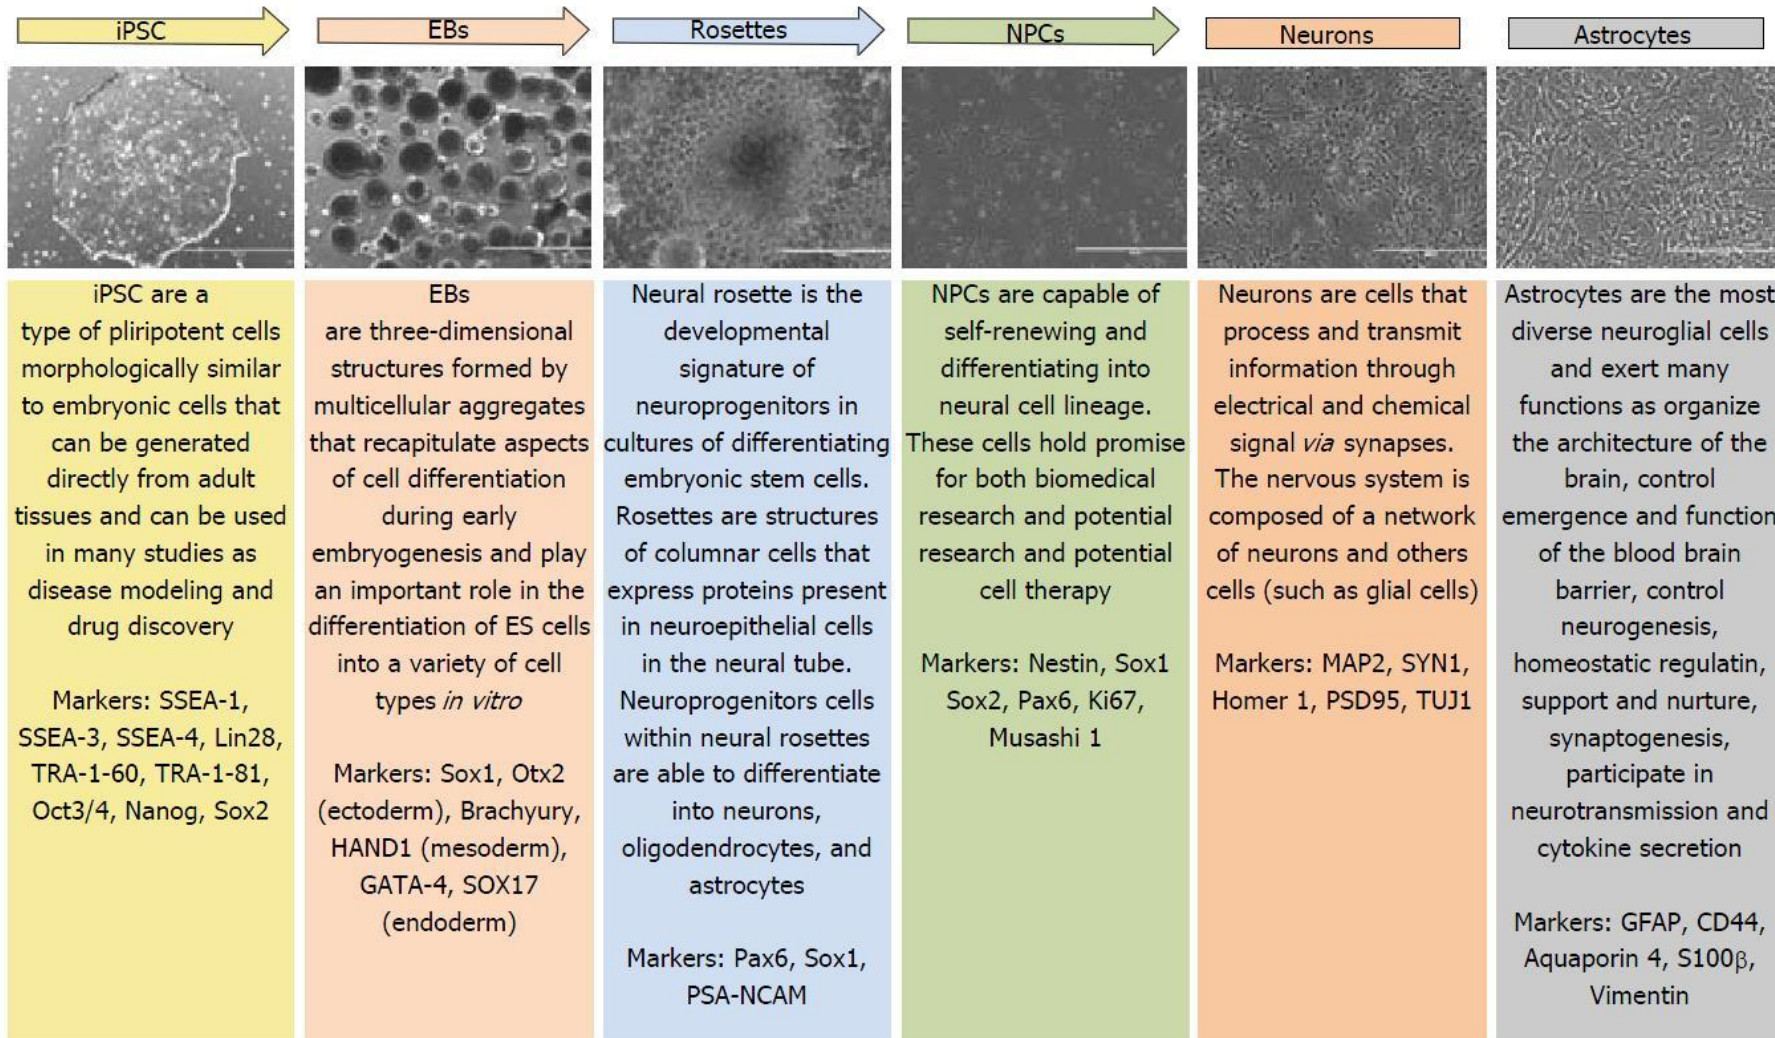 iPSC
EBs
Rosettes
NPCs
Neurons
Astrocytes
iPSC are a
type of pliripotent cells
morphologically similar
to embryonic cells that
can be generated
directly from adult
tissues and can be used
in many studies as
disease modeling and
drug discovery
Markers: SSEA-1,
SSEA-3, SSEA-4, Lin28,
TRA-1-60, TRA-1-81,
Oct3/4, Nanog, Sox2
EBs
are three-dimensional
structures formed by
multicellular aggregates
that recapitulate aspects
of cell differentiation
during early
embryogenesis and play
an important role in the
differentiation of ES cells
into a variety of cell
types in vitro
Markers: Sox1, Otx2
(ectoderm), Brachyury,
HAND1 (mesoderm),
GATA-4, SOX17
(endoderm)
Neural rosette is the
developmental
signature of
neuroprogenitors in
cultures of differentiating
embryonic stem cells.
Rosettes are structures
of columnar cells that
express proteins present
in neuroepithelial cells
in the neural tube.
Neuroprogenitors cells
within neural rosettes
are able to differentiate
into neurons,
oligodendrocytes, and
astrocytes
Markers: Pax6, Sox1,
PSA-NCAM
NPCs are capable of
self-renewing and
differentiating into
neural cell lineage.
These cells hold promise
for both biomedical
research and potential
research and potential
cell therapy
Markers: Nestin, Sox1
Sox2, Pax6, Ki67,
Musashi 1
Neurons are cells that
process and transmit
information through
electrical and chemical
signal via synapses.
The nervous system is
composed of a network
of neurons and others
cells (such as glial cells)
Markers: MAP2, SYN1,
Homer 1, PSD95, TUJ1
Astrocytes are the most
diverse neuroglial cells
and exert many
functions as organize
the architecture of the
brain, control
emergence and function
of the blood brain
barrier, control
neurogenesis,
homeostatic regulatin,
support and nurture,
synaptogenesis,
participate in
neurotransmission and
cytokine secretion
Markers: GFAP, CD44,
Aquaporin 4, S100β,
Vimentin